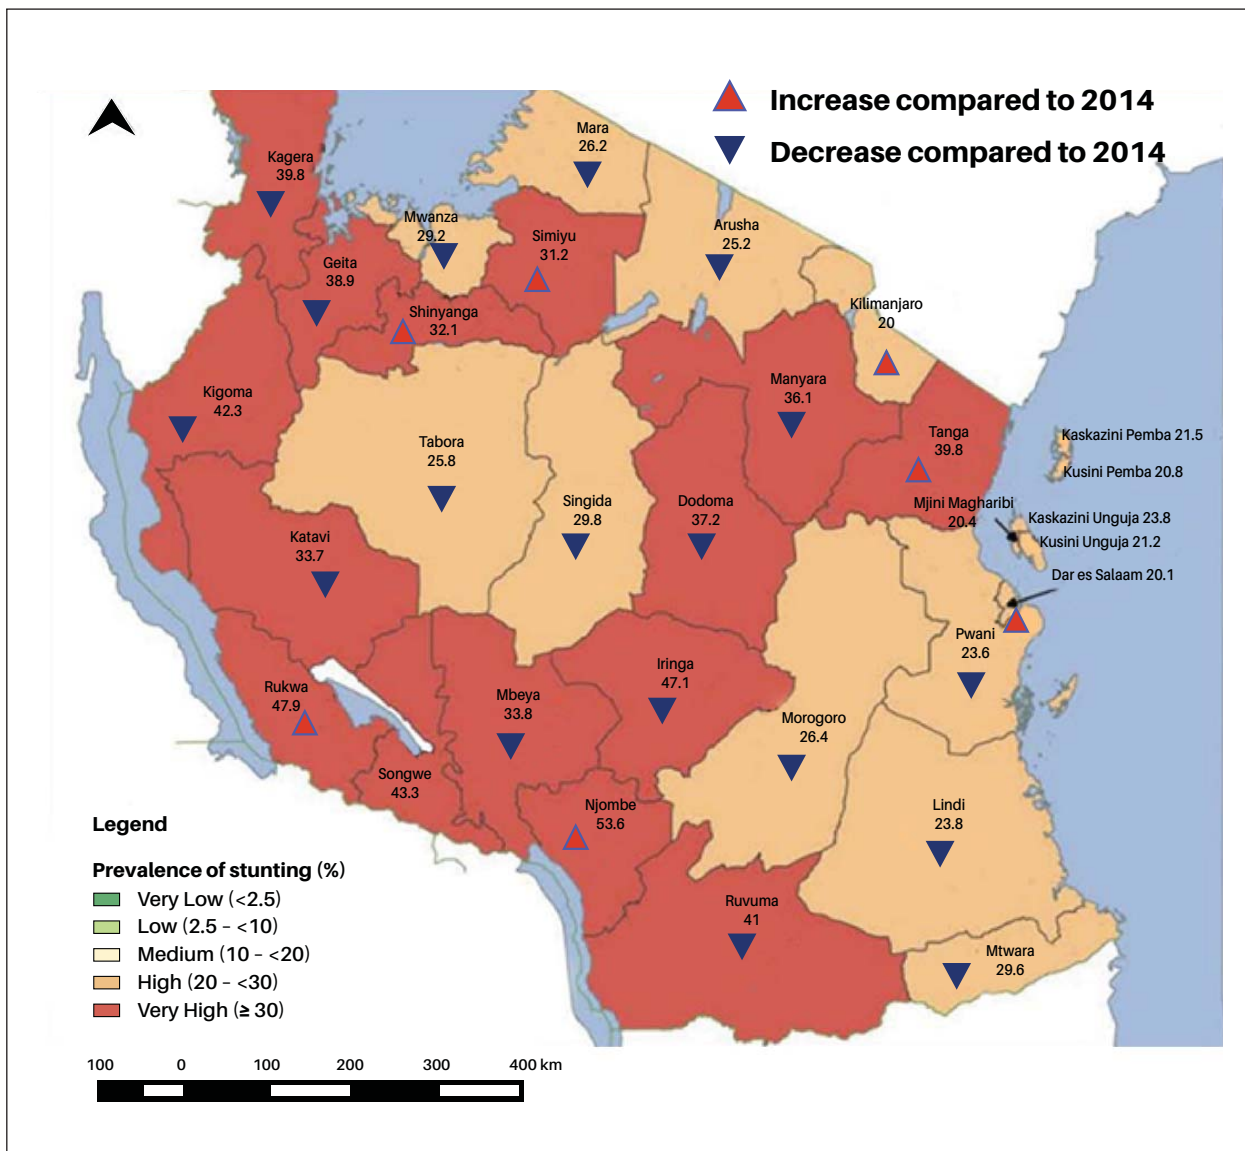 Increase compared to 2014
Decrease compared to 2014
Mara
26.2
Kagera
39.8
Mwanza
29.2
Simiyu
31.2
Arusha
25.2
Geita
38.9
Shinyanga
32.1
Kilimanjaro
20
Kigoma
42.3
Manyara
36.1
Tabora
25.8
Tanga
39.8
Kaskazini Pemba 21.5
Kusini Pemba 20.8
Singida
29.8
Dodoma
37.2
Mjini Magharibi
20.4
Kaskazini Unguja 23.8
Kusini Unguja 21.2
Katavi
33.7
Dar es Salaam 20.1
Pwani
23.6
Iringa
47.1
Rukwa
47.9
Mbeya
33.8
Morogoro
26.4
Songwe
43.3
Njombe
53.6
Lindi
23.8
Ruvuma
41
Mtwara
29.6
Legend
Prevalence of stunting (%)
Very Low (<2.5)
Low (2.5 – <10)
Medium (10 – <20)
High (20 – <30)
Very High (≥ 30)
100 0 100 200 300 400 km